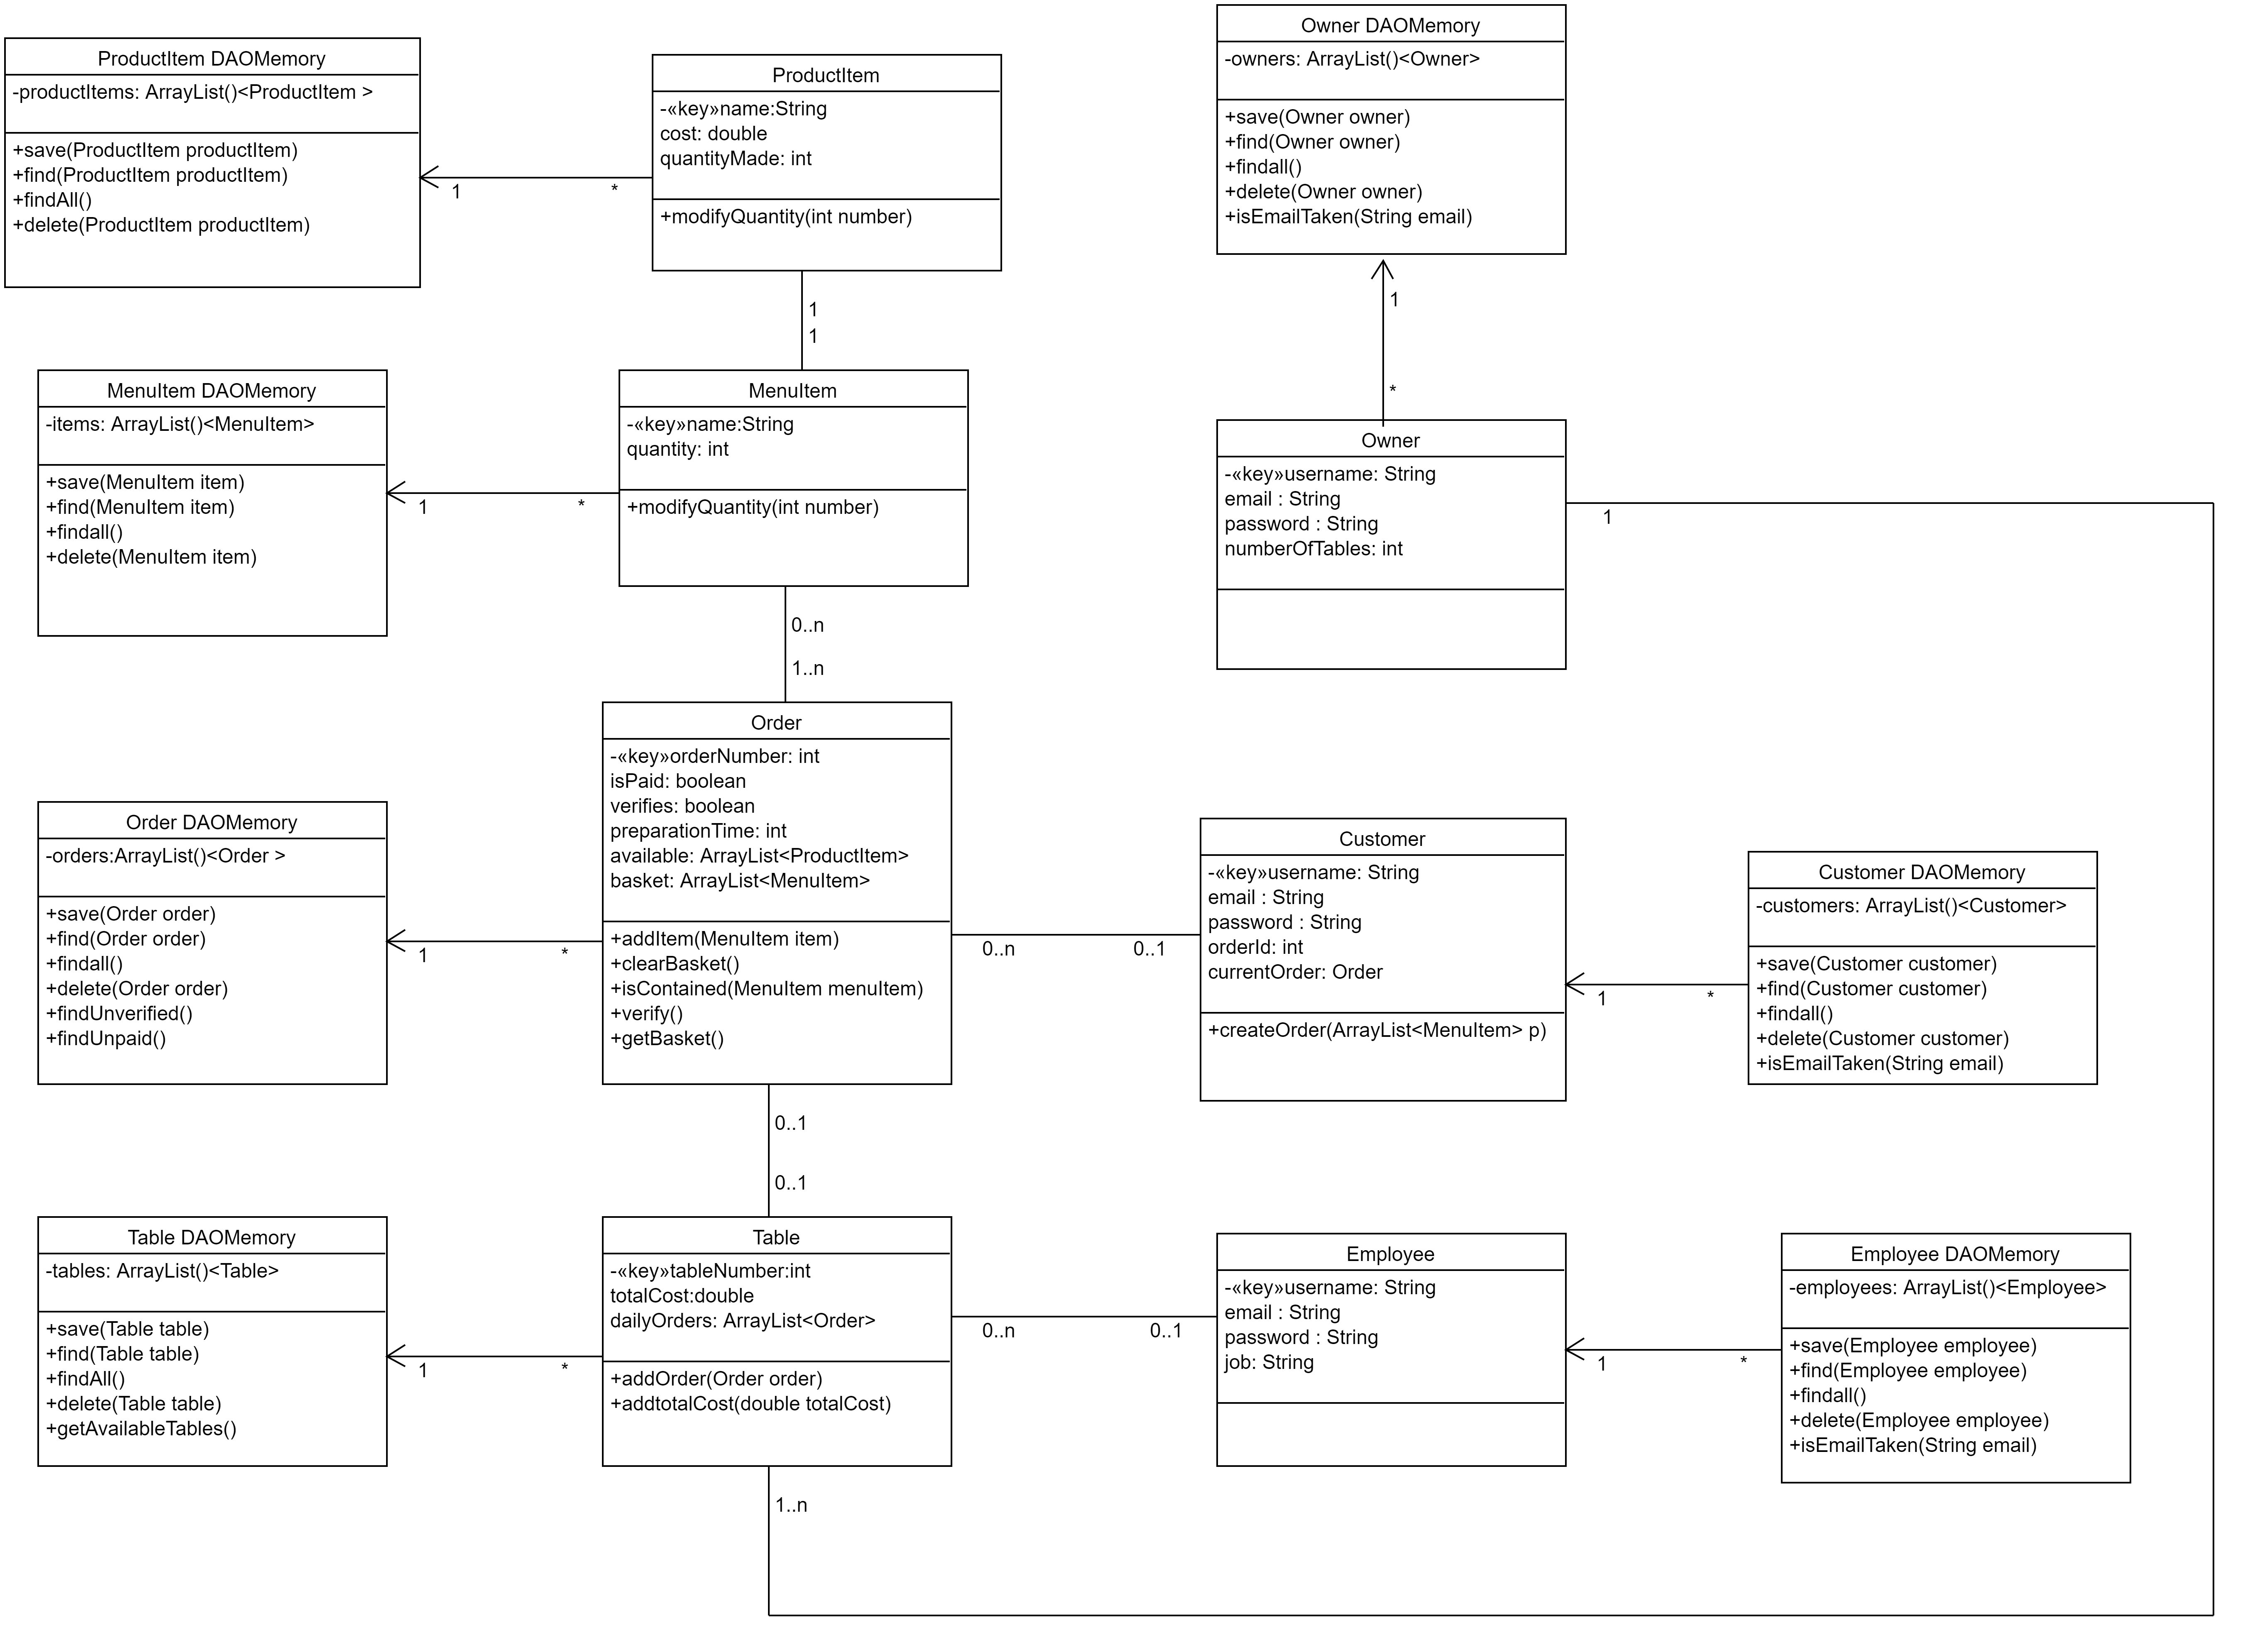 ProductItem DAOMemory
-productItems: ArrayList()<ProductItem >
+save(ProductItem productItem)
+find(ProductItem productItem)
+findAll()
+delete(ProductItem productItem)
1
*
ProductItem
-«key»name:String
cost: double
quantityMade: int
+modifyQuantity(int number)
1
1
Owner DAOMemory
-owners: ArrayList()<Owner>
+save(Owner owner)
+find(Owner owner)
+findall()
+delete(Owner owner)
+isEmailTaken(String email)
1
*
MenuItem DAOMemory
-items: ArrayList()<MenuItem>
+save(MenuItem item)
+find(MenuItem item)
+findall()
+delete(MenuItem item)
1
*
MenuItem
-«key»name:String
quantity: int
+modifyQuantity(int number)
0..n
1..n
Owner
-«key»username: String
email : String
password : String
numberOfTables: int
1
Order DAOMemory
-orders:ArrayList()<Order >
+save(Order order)
+find(Order order)
+findall()
+delete(Order order)
+findUnverified()
+findUnpaid()
1
*
Order
-«key»orderNumber: int
isPaid: boolean
verifies: boolean
preparationTime: int
available: ArrayList<ProductItem>
basket: ArrayList<MenuItem>
+addItem(MenuItem item)
+clearBasket()
+isContained(MenuItem menuItem)
+verify()
+getBasket()
0..n
0..1
Customer
-«key»username: String
email : String
password : String
orderId: int
currentOrder: Order
+createOrder(ArrayList<MenuItem> p)
1
*
Customer DAOMemory
-customers: ArrayList()<Customer>
+save(Customer customer)
+find(Customer customer)
+findall()
+delete(Customer customer)
+isEmailTaken(String email)
0..1
0..1
Table DAOMemory
-tables: ArrayList()<Table>
+save(Table table)
+find(Table table)
+findAll()
+delete(Table table)
+getAvailableTables()
1
*
Table
-«key»tableNumber:int
totalCost:double
dailyOrders: ArrayList<Order>
+addOrder(Order order)
+addtotalCost(double totalCost)
0..n
0..1
Employee
-«key»username: String
email : String
password : String
job: String
1
*
Employee DAOMemory
-employees: ArrayList()<Employee>
+save(Employee employee)
+find(Employee employee)
+findall()
+delete(Employee employee)
+isEmailTaken(String email)
1..n